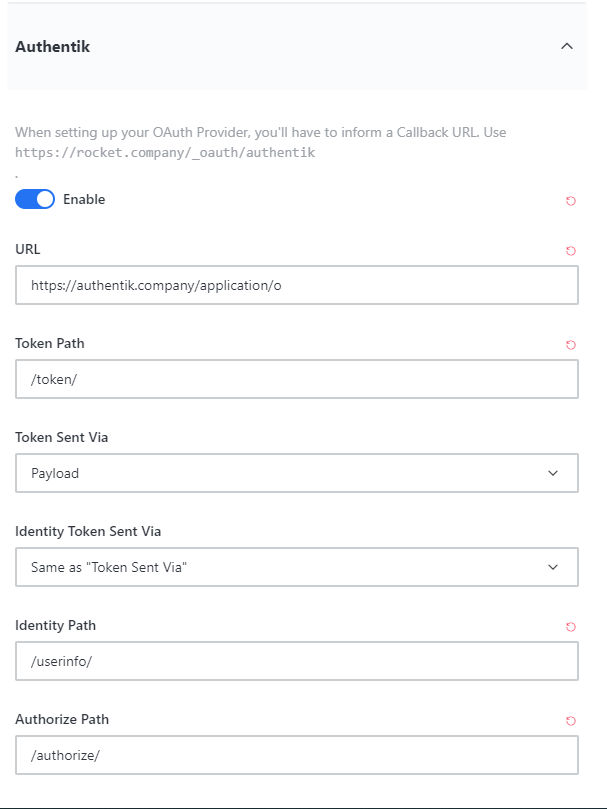 Authentik
When setting up your OAuth Provider, you'll have to inform a Callback URL. Use
https://rocket.company/_oauth/authentik
.
Enable
URL
https://authentik.company/application/o
Token Path
/token/
Token Sent Via
Payload
Identity Token Sent Via
Same as "Token Sent Via"
Identity Path
/userinfo/
Authorize Path
/authorize/